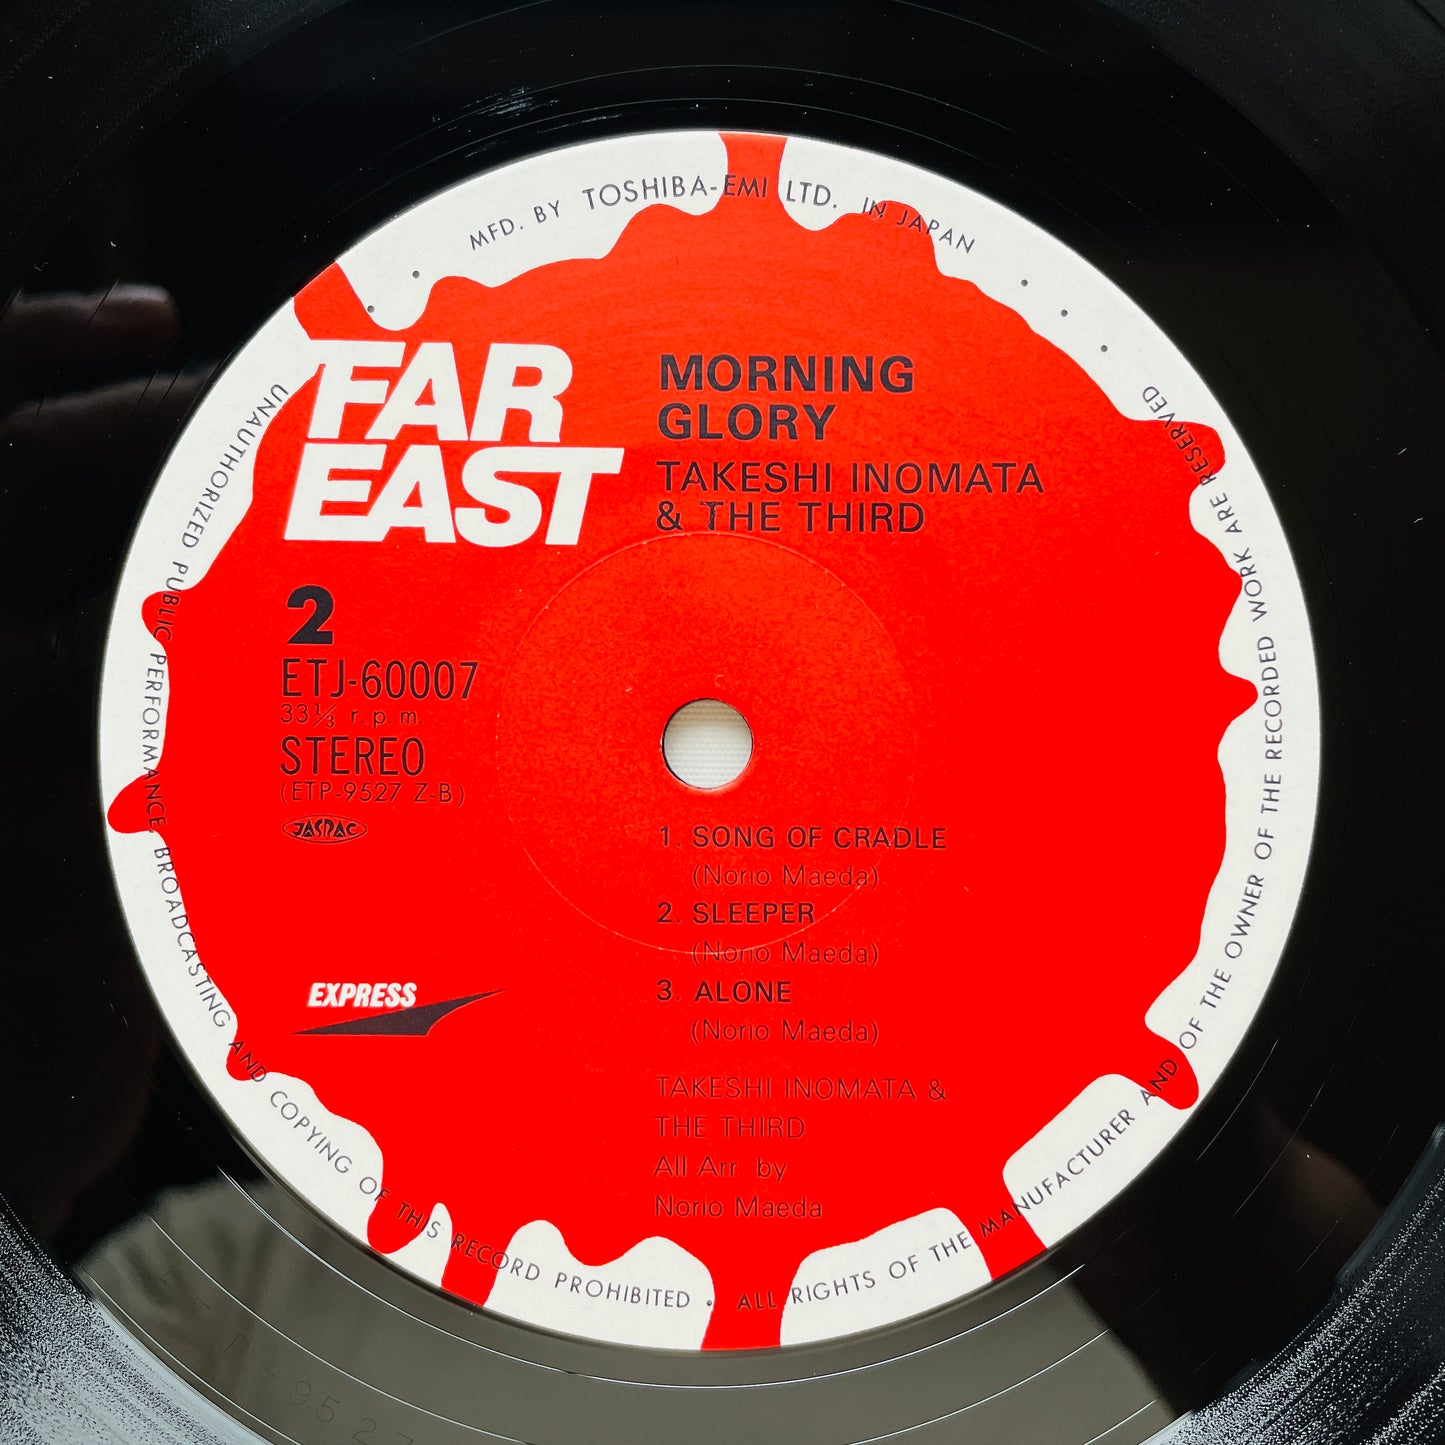 MFD. BY TOSHIBA-EMI LTD. IN JAPAN
FAR
EAST
MORNING
GLORY
TAKESHI INOMATA
& THE THIRD
2
ETJ-60007
33 1/3 r.p.m.
STEREO
(ETP-9527 Z-B)
JASRAC
1. SONG OF CRADLE
(Norio Maeda)
2. SLEEPER
(Norio Maeda)
3. ALONE
(Norio Maeda)
EXPRESS
TAKESHI INOMATA &
THE THIRD
All Arr by
Norio Maeda
UNAUTHORIZED PUBLIC PERFORMANCE, BROADCASTING AND COPYING OF THIS RECORD PROHIBITED • ALL RIGHTS OF THE MANUFACTURER AND OF THE OWNER OF THE RECORDED WORK ARE RESERVED